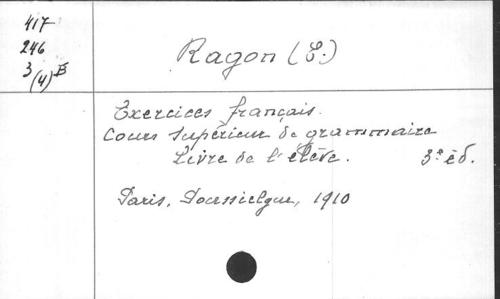 417
246
3(4) B
Ragon (E.)
Exercices français.
Cours supérieur de grammaire
Livre de l'élève. 3e éd.
Paris, Poussielgue, 1910